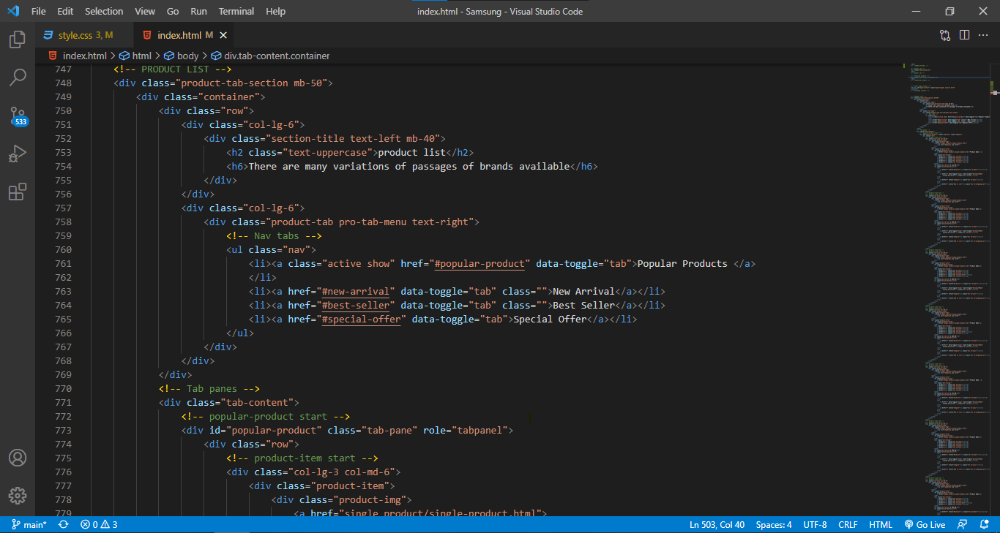 File Edit Selection View Go Run Terminal Help index.html - Samsung - Visual Studio Code
style.css 3, M index.html M
index.html > html > body > div.tab-content.container
747 <!-- PRODUCT LIST -->
748 <div class="product-tab-section mb-50">
749 <div class="container">
750 <div class="row">
751 <div class="col-lg-6">
752 <div class="section-title text-left mb-40">
753 <h2 class="text-uppercase">product list</h2>
754 <h6>There are many variations of passages of brands available</h6>
755 </div>
756 </div>
757 <div class="col-lg-6">
758 <div class="product-tab pro-tab-menu text-right">
759 <!-- Nav tabs -->
760 <ul class="nav">
761 <li><a class="active show" href="#popular-product" data-toggle="tab">Popular Products </a>
762 </li>
763 <li><a href="#new-arrival" data-toggle="tab" class="">New Arrival</a></li>
764 <li><a href="#best-seller" data-toggle="tab" class="">Best Seller</a></li>
765 <li><a href="#special-offer" data-toggle="tab">Special Offer</a></li>
766 </ul>
767 </div>
768 </div>
769 </div>
770 <!-- Tab panes -->
771 <div class="tab-content">
772 <!-- popular-product start -->
773 <div id="popular-product" class="tab-pane" role="tabpanel">
774 <div class="row">
775 <!-- product-item start -->
776 <div class="col-lg-3 col-md-6">
777 <div class="product-item">
778 <div class="product-img">
779 <a href="single_product/single-product.html">
533
main* 0 3 Ln 503, Col 40 Spaces: 4 UTF-8 CRLF HTML Go Live